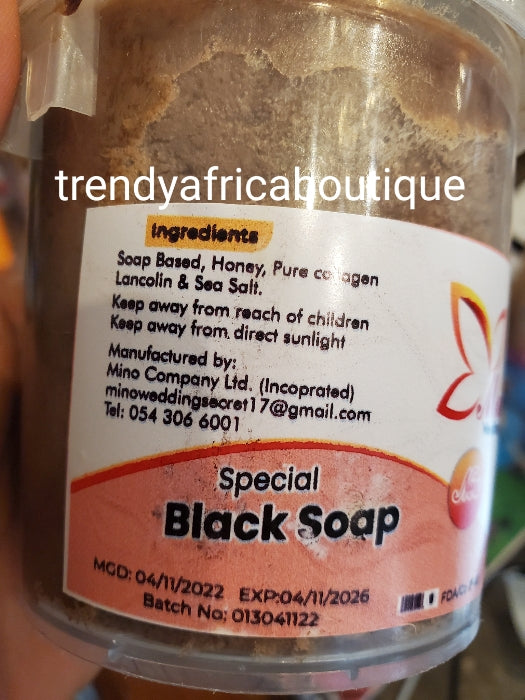 trendyafricaboutique
Ingredients
Soap Based, Honey, Pure
Lancolin & Sea Salt.
Keep away from reach of children
Keep away from direct sunlight
Manufactured by:
Mino Company Ltd. (Incoprated)
minoweddingsecret17@gmail.com
Tel: 054 306 6001
Special
Black Soap
MGD: 04/11/2022 EXP:04/11/2026
Batch No: 013041122